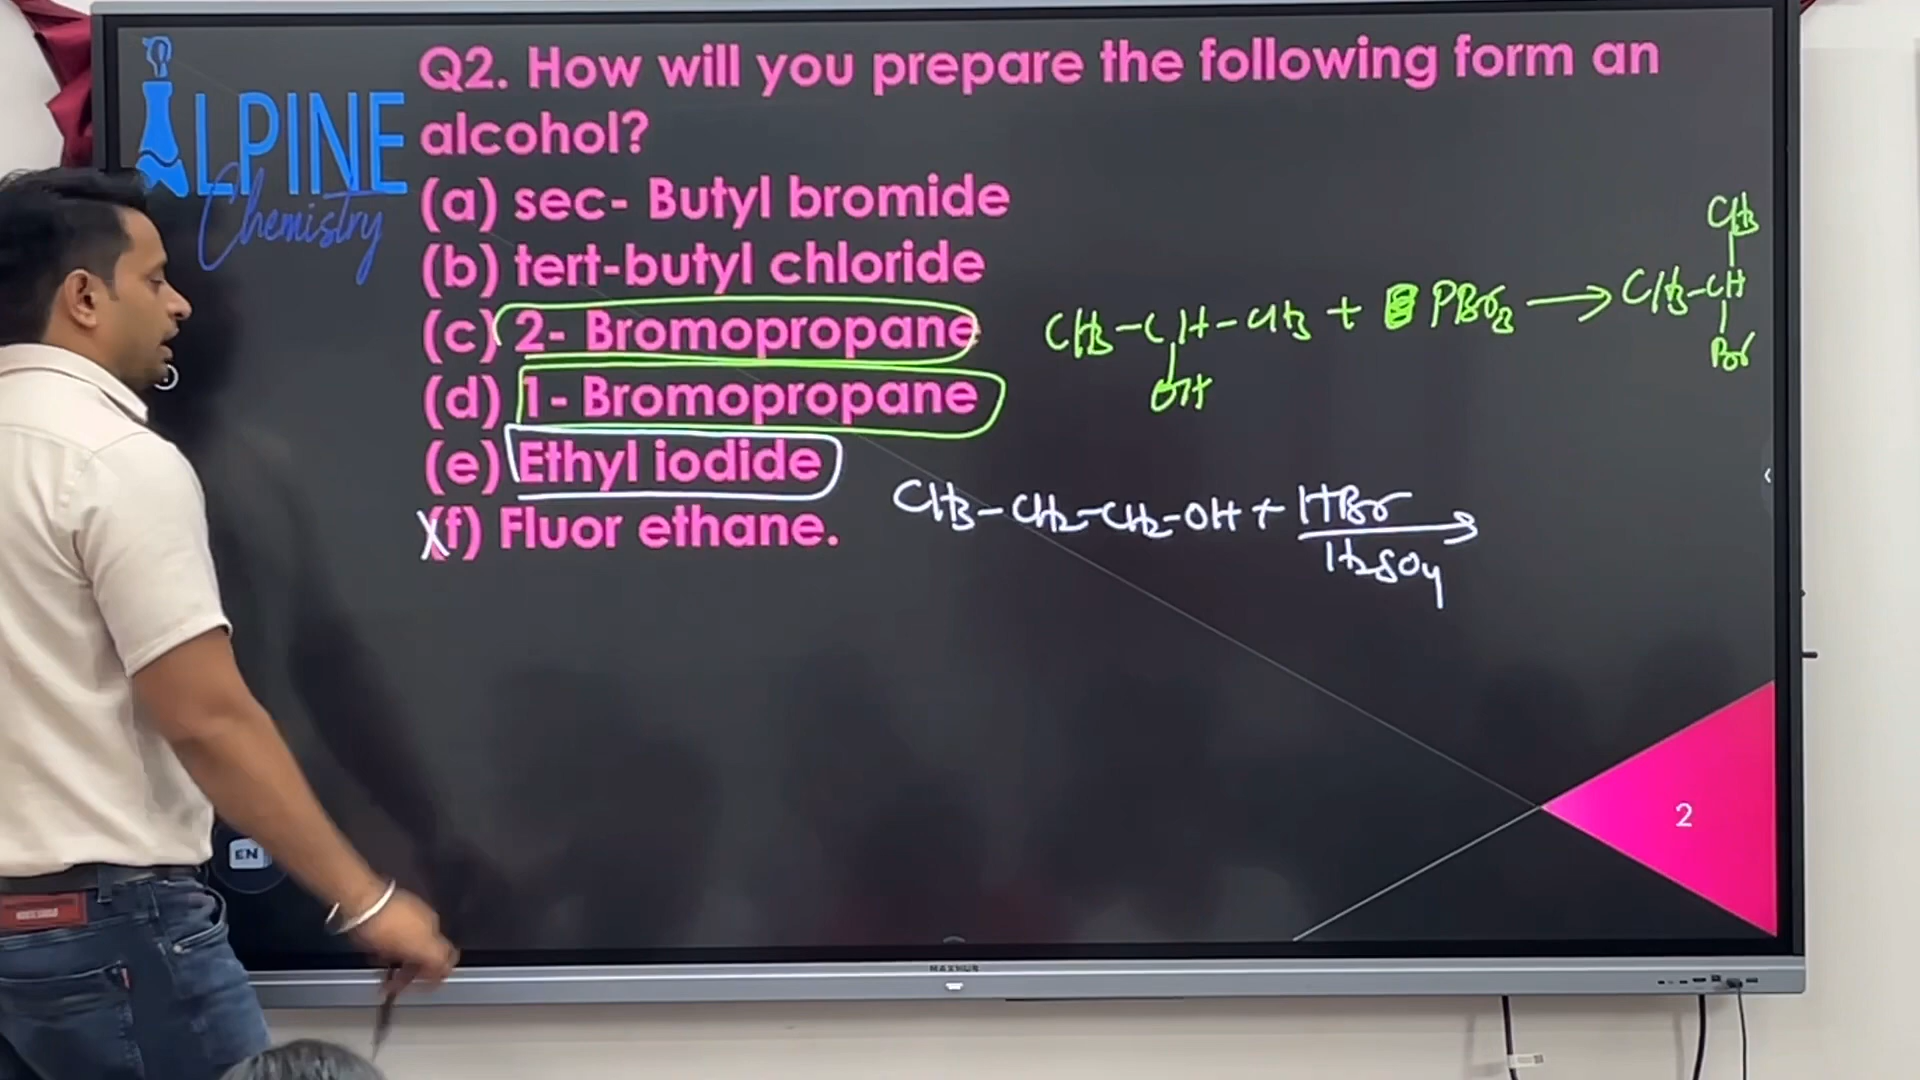 Q2. How will you prepare the following form an
alcohol?
ALPINE
Chemistry
(a) sec- Butyl bromide
(b) tert-butyl chloride
(c) 2- Bromopropane
(d) 1- Bromopropane
(e) Ethyl iodide
(f) Fluor ethane.
CH3
CH3-CH-CH3 + PBr3 → CH3-CH
OH
Br
CH3-CH2-CH2-OH + HBr
H2SO4
2
EN
MAXHUB